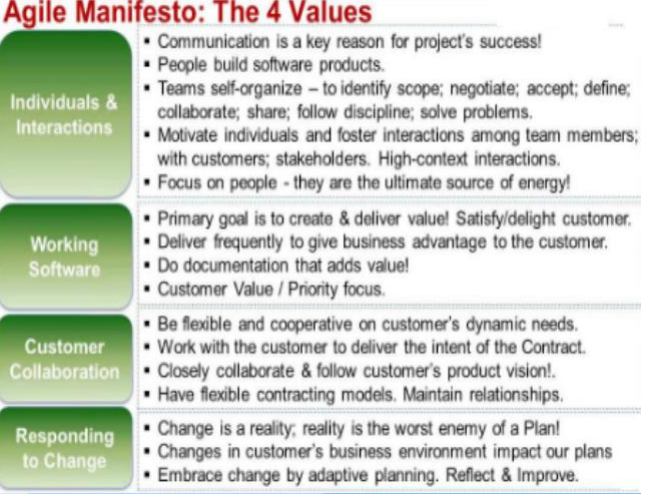 Agile Manifesto: The 4 Values
Individuals &
Interactions
▪ Communication is a key reason for project's success!
▪ People build software products.
▪ Teams self-organize – to identify scope; negotiate; accept; define;
collaborate; share; follow discipline; solve problems.
▪ Motivate individuals and foster interactions among team members;
with customers; stakeholders. High-context interactions.
▪ Focus on people - they are the ultimate source of energy!
Working
Software
▪ Primary goal is to create & deliver value! Satisfy/delight customer.
▪ Deliver frequently to give business advantage to the customer.
▪ Do documentation that adds value!
▪ Customer Value / Priority focus.
Customer
Collaboration
▪ Be flexible and cooperative on customer's dynamic needs.
▪ Work with the customer to deliver the intent of the Contract.
▪ Closely collaborate & follow customer's product vision!.
▪ Have flexible contracting models. Maintain relationships.
Responding
to Change
▪ Change is a reality; reality is the worst enemy of a Plan!
▪ Changes in customer's business environment impact our plans
▪ Embrace change by adaptive planning. Reflect & Improve.